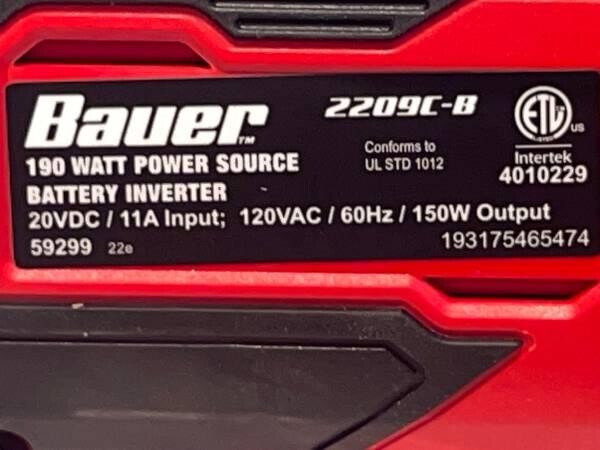 Bauer™
2209C-B
ETL
US
Conforms to
UL STD 1012
Intertek
4010229
190 WATT POWER SOURCE
BATTERY INVERTER
20VDC / 11A Input; 120VAC / 60Hz / 150W Output
59299 22e
193175465474